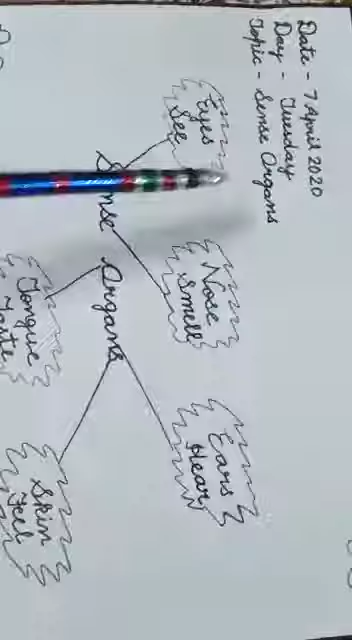 Date - 7 April 2020
Day - Tuesday
Topic - Sense Organs
Eyes
See
Nose
Smell
Ears
Hear
Sense Organs
Tongue
Taste
Skin
Feel